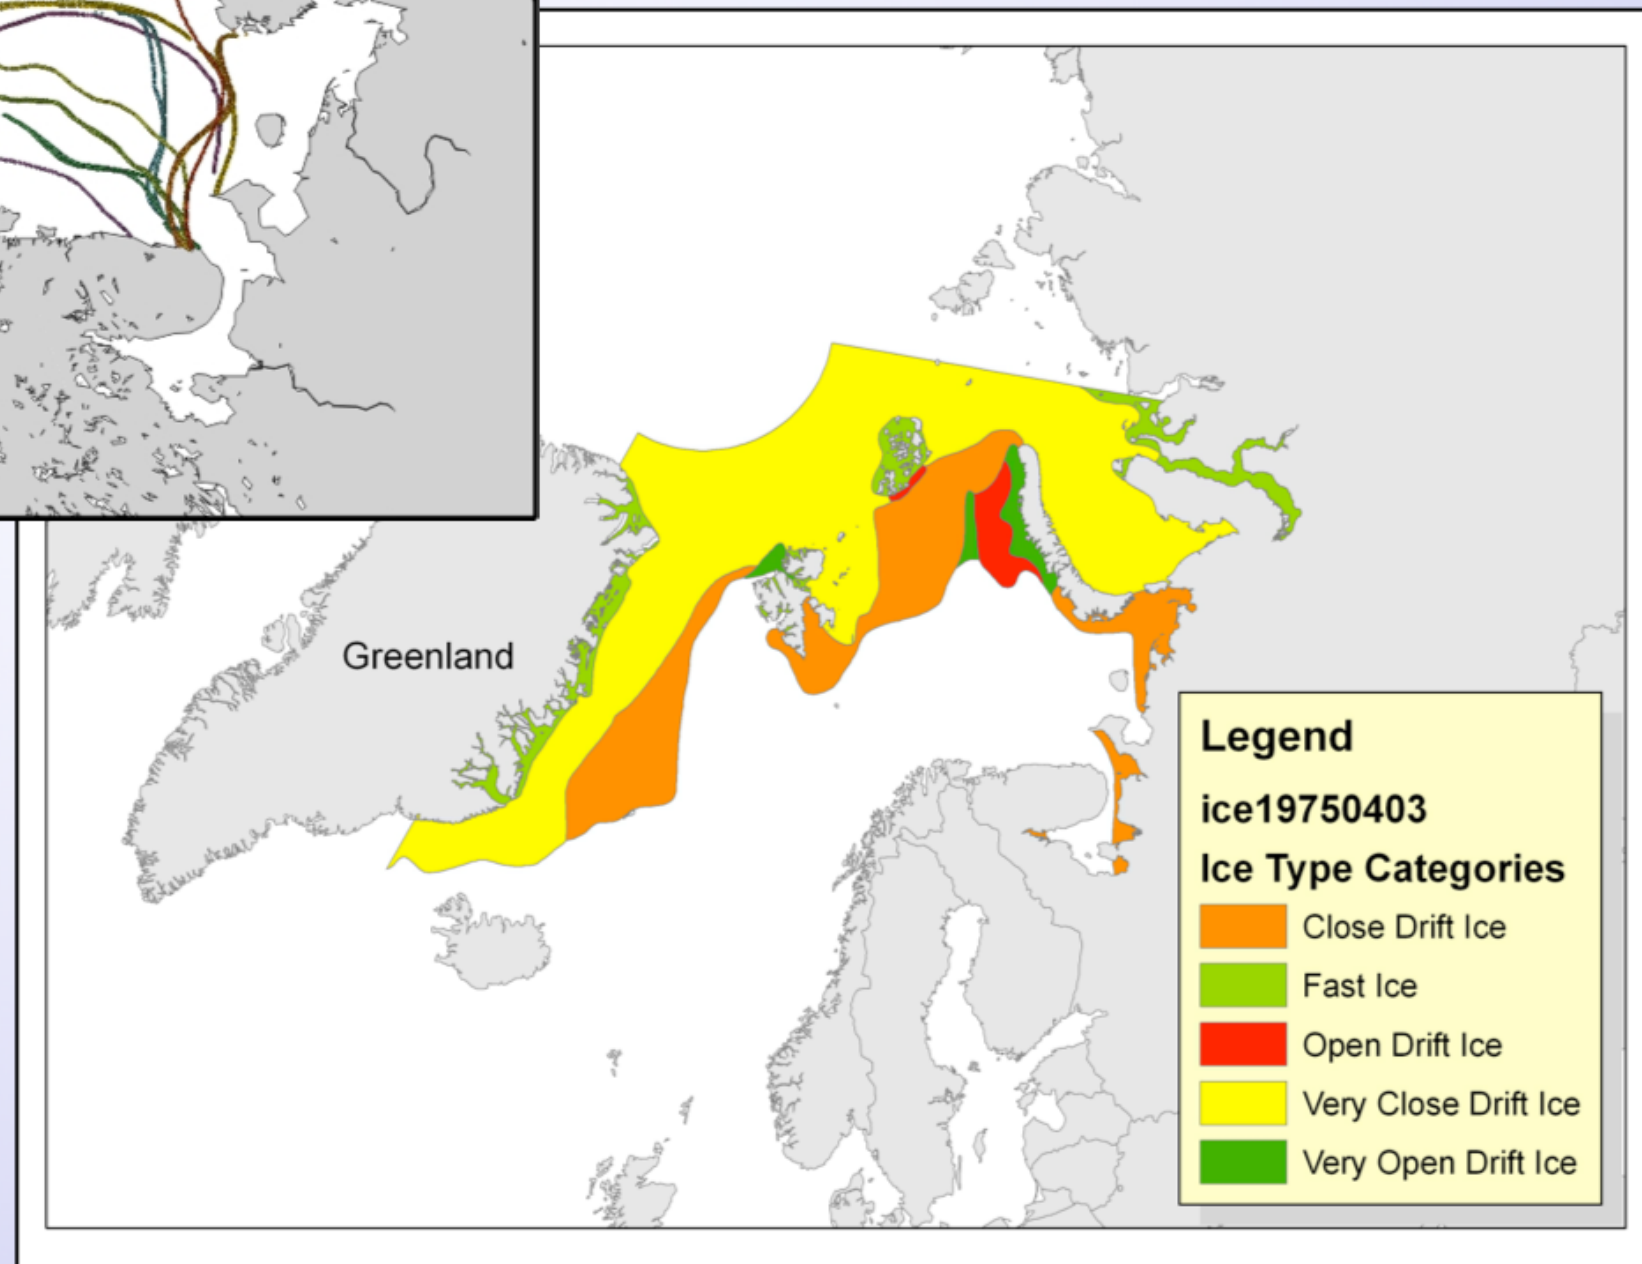 Greenland
Legend
ice19750403
Ice Type Categories
Close Drift Ice
Fast Ice
Open Drift Ice
Very Close Drift Ice
Very Open Drift Ice